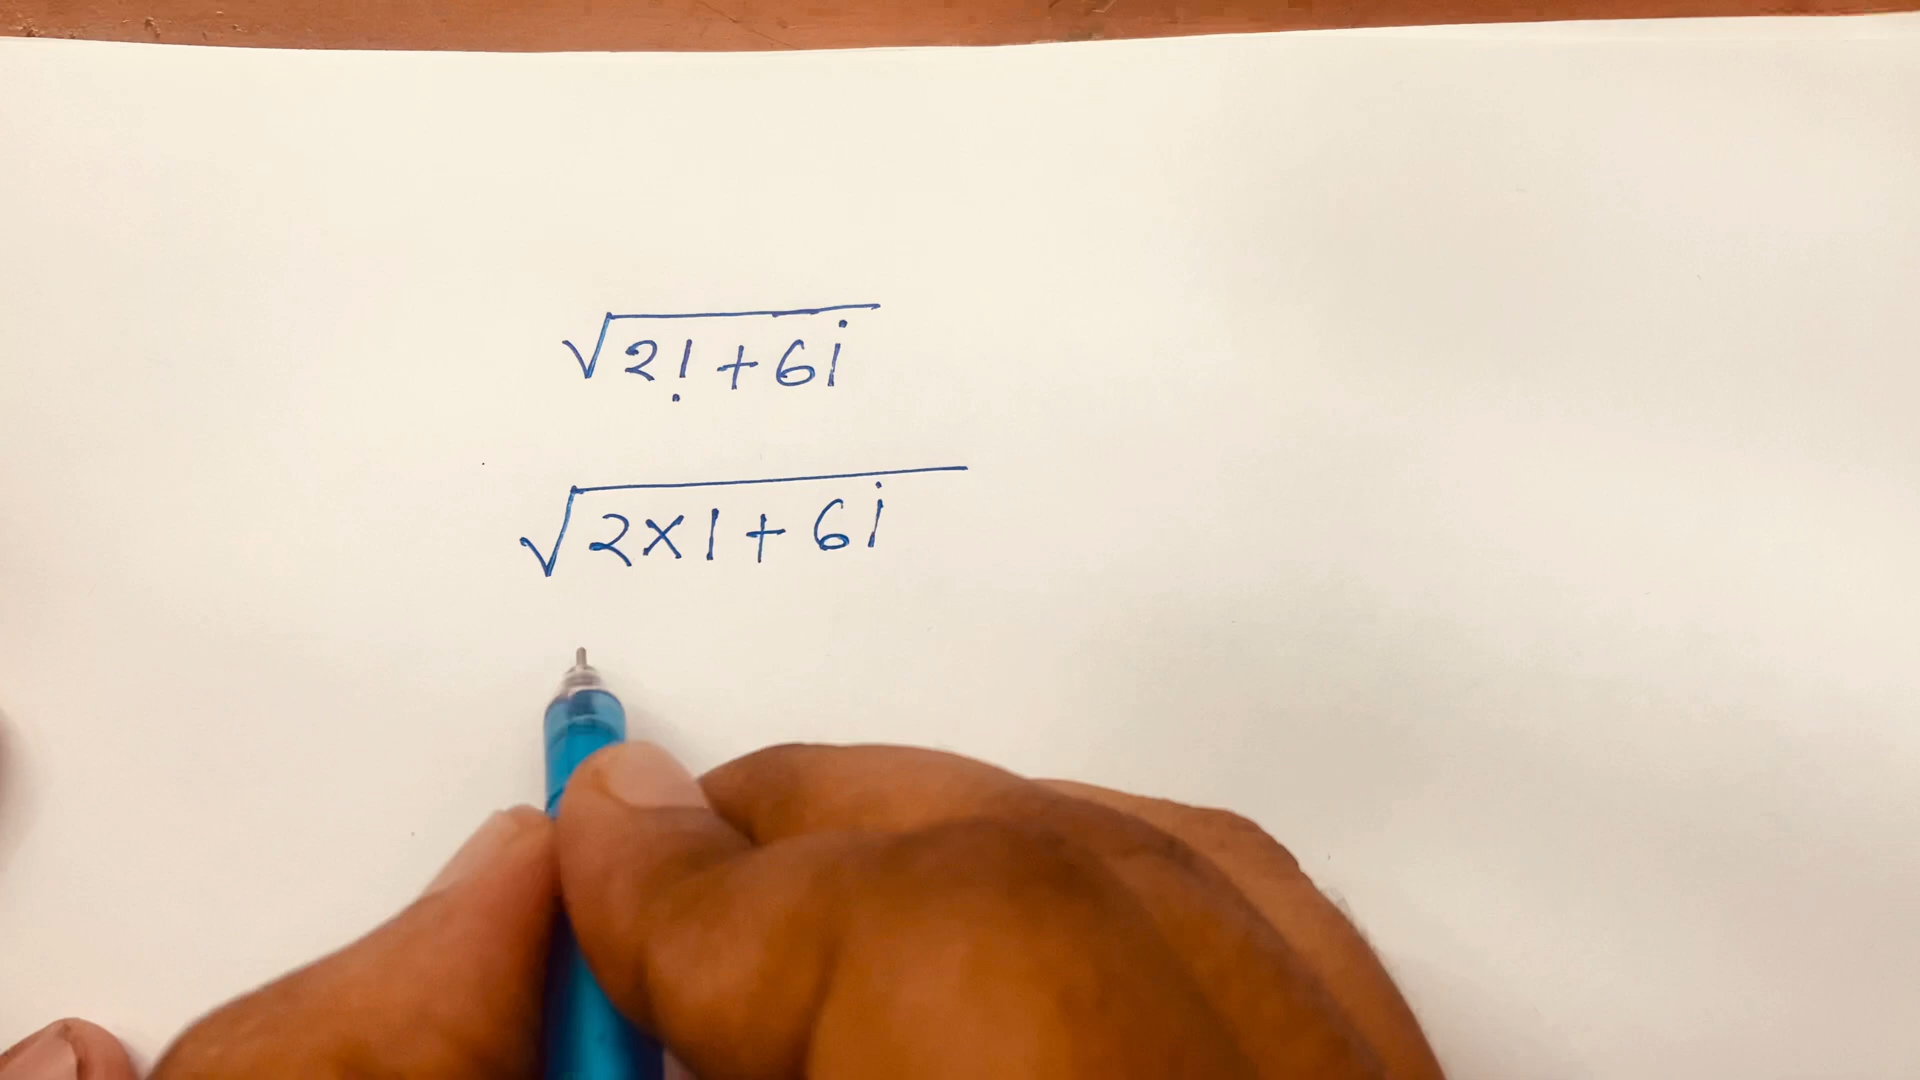 √2! + 6i
√2×1 + 6i